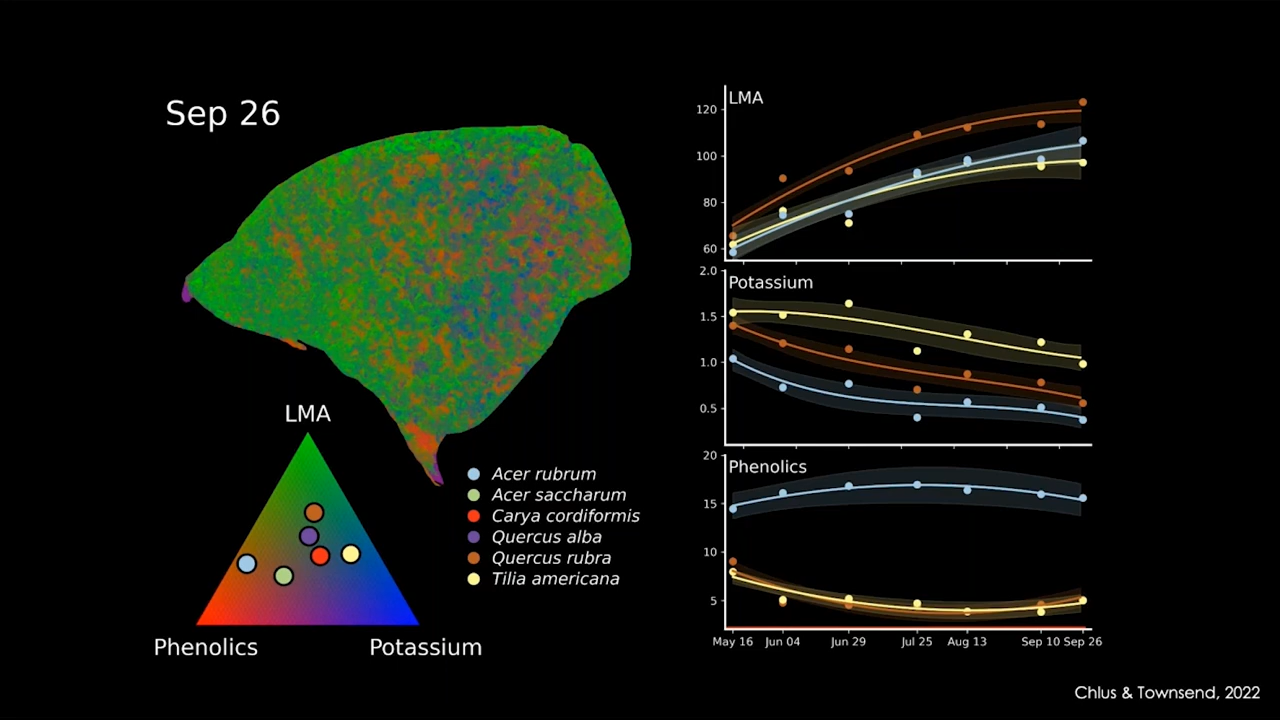 Sep 26
LMA
Phenolics
Potassium
Acer rubrum
Acer saccharum
Carya cordiformis
Quercus alba
Quercus rubra
Tilia americana
LMA
120
100
80
60
Potassium
2.0
1.5
1.0
0.5
Phenolics
20
15
10
5
May 16 Jun 04 Jun 29 Jul 25 Aug 13 Sep 10 Sep 26
Chlus & Townsend, 2022